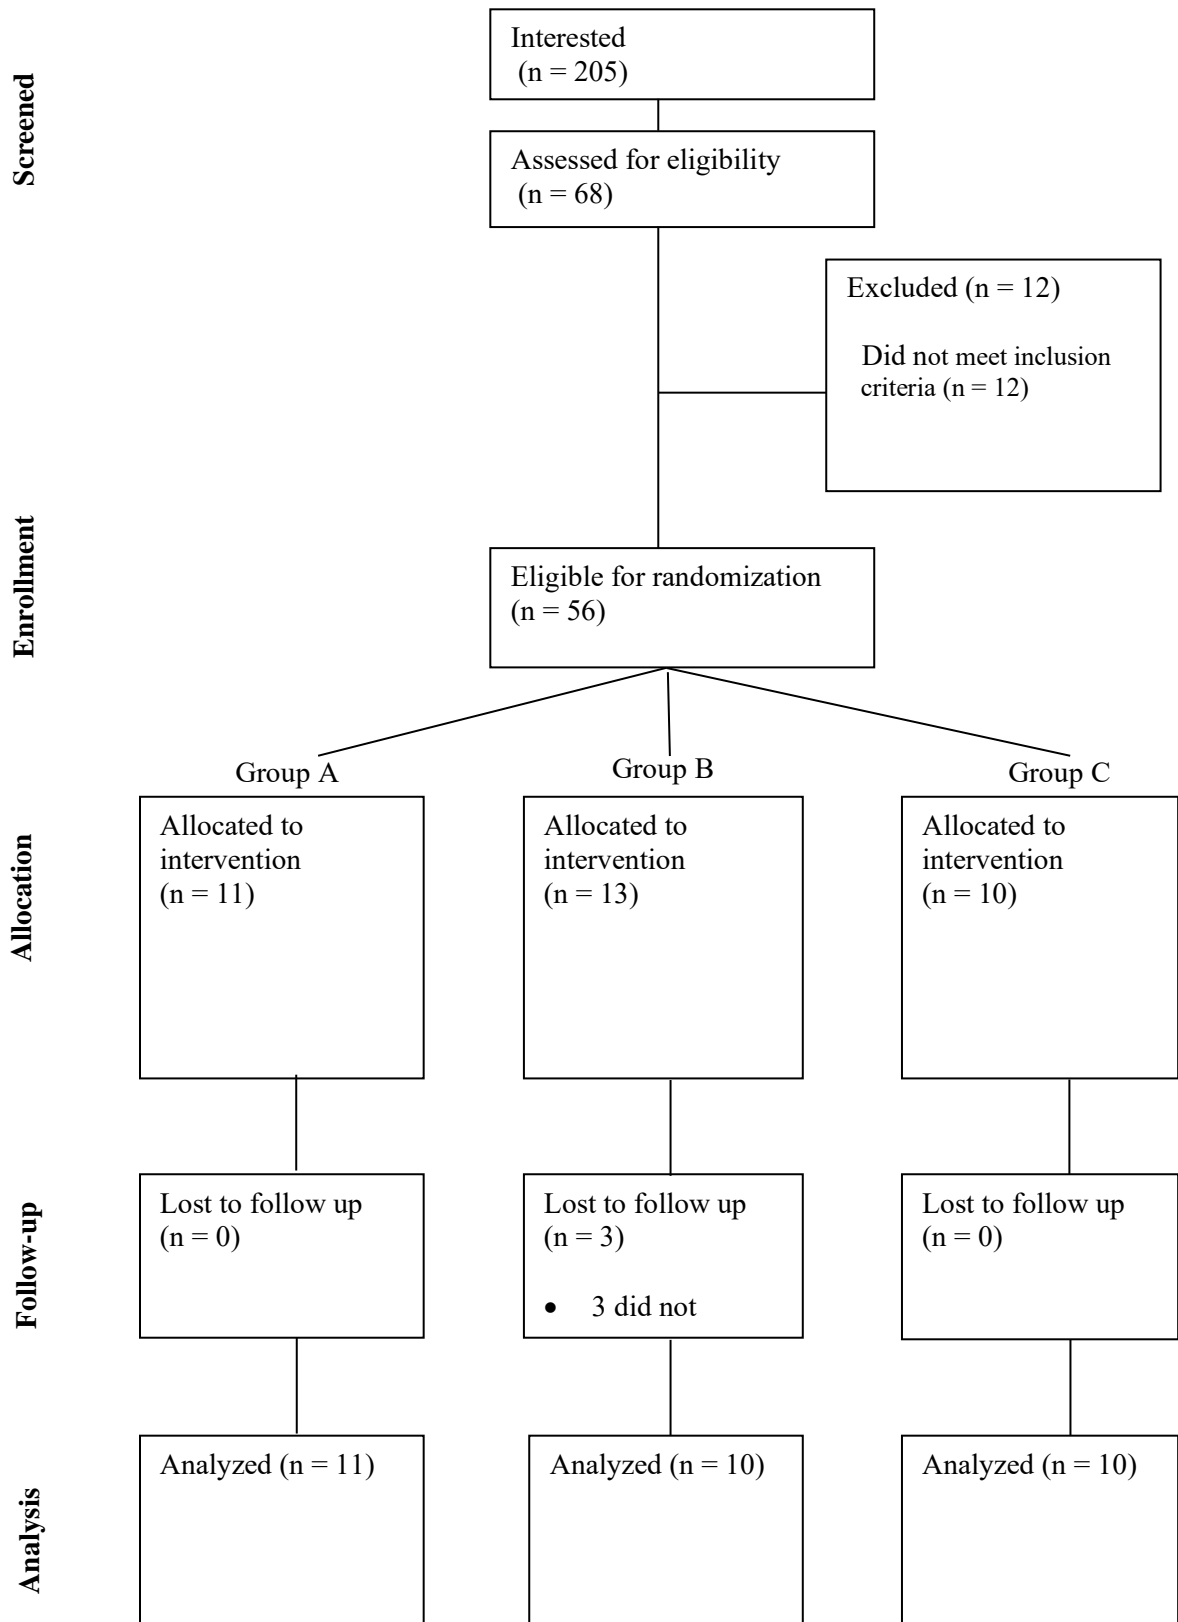 Screened
Interested
(n = 205)
Assessed for eligibility
(n = 68)
Excluded (n = 12)
Did not meet inclusion
criteria (n = 12)
Enrollment
Eligible for randomization
(n = 56)
Group A
Group B
Group C
Allocation
Allocated to
intervention
(n = 11)
Allocated to
intervention
(n = 13)
Allocated to
intervention
(n = 10)
Follow-up
Lost to follow up
(n = 0)
Lost to follow up
(n = 3)
• 3 did not
Lost to follow up
(n = 0)
Analysis
Analyzed (n = 11)
Analyzed (n = 10)
Analyzed (n = 10)